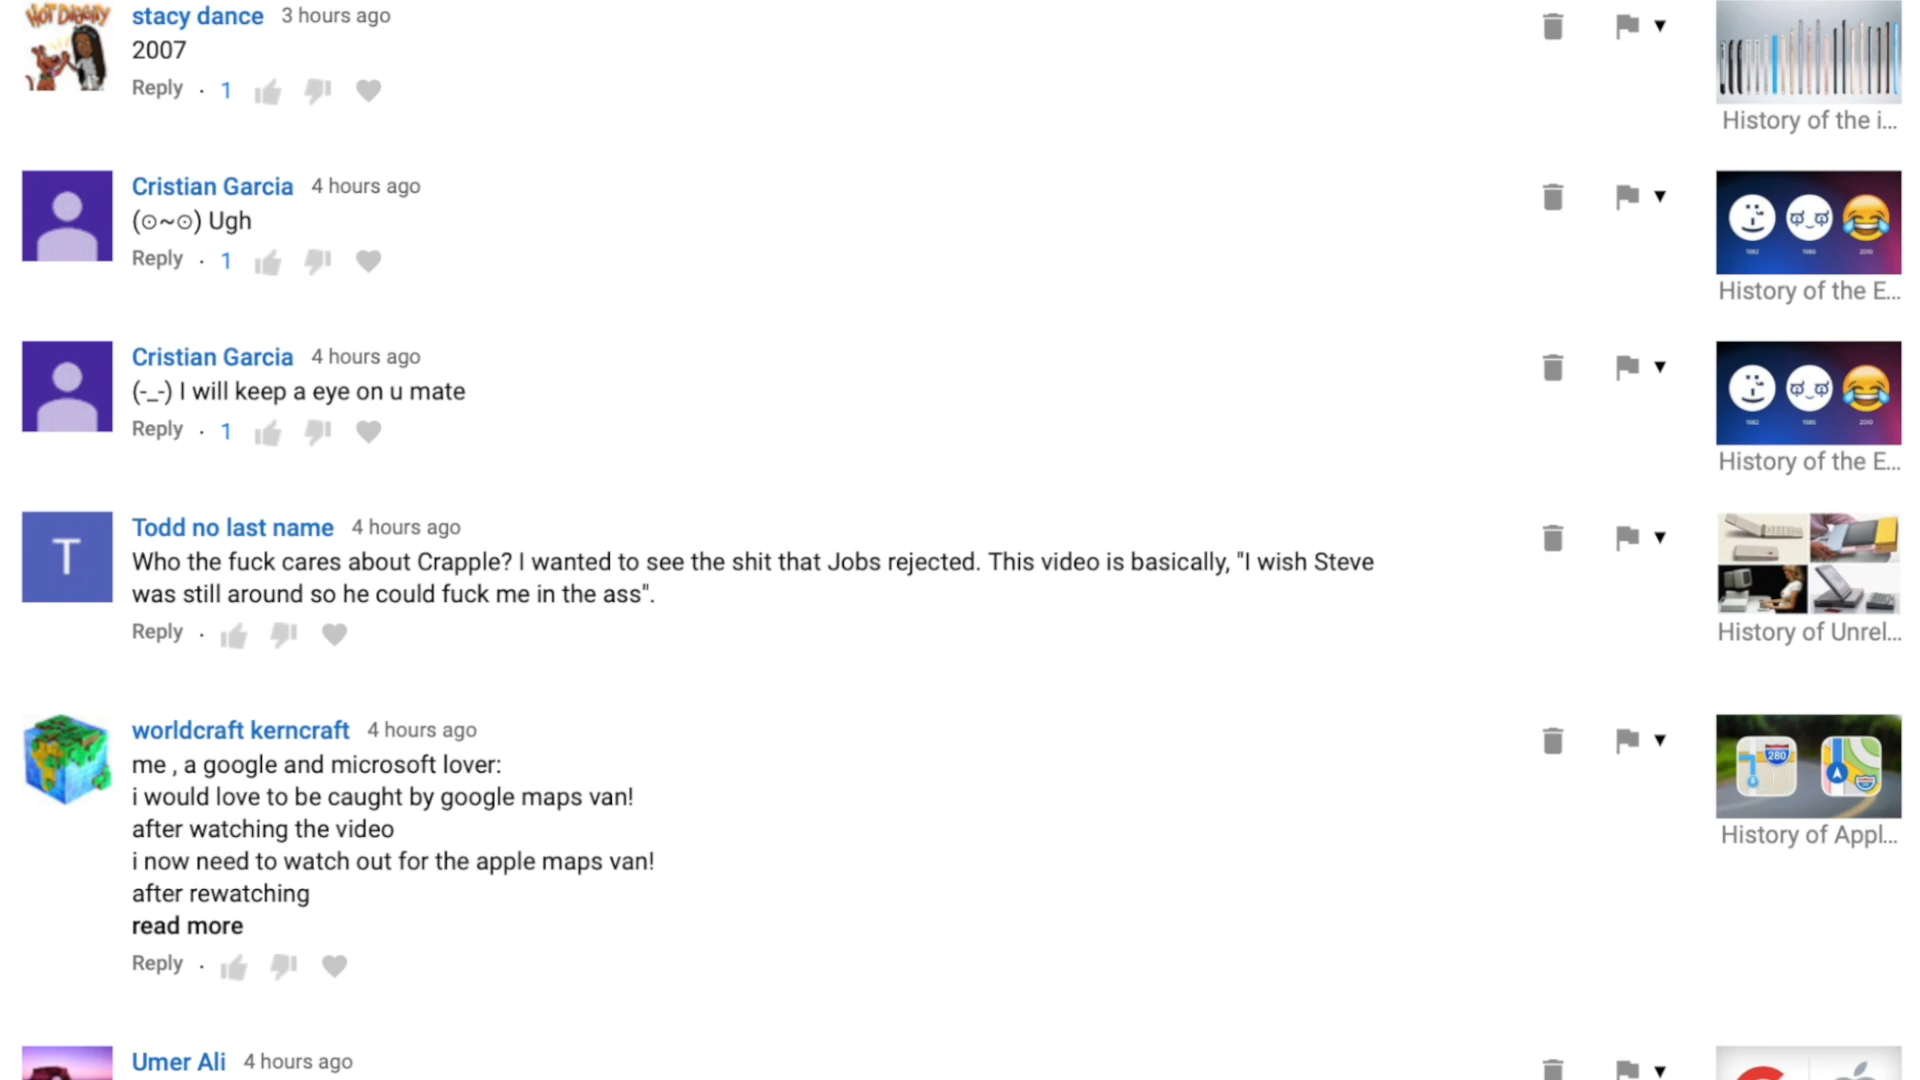 HOT DIGGITY
stacy dance 3 hours ago
2007
Reply · 1
History of the i...
Cristian Garcia 4 hours ago
(⊙~⊙) Ugh
Reply · 1
1982 1986 2010
History of the E...
Cristian Garcia 4 hours ago
(-_-) I will keep a eye on u mate
Reply · 1
1982 1986 2010
History of the E...
T
Todd no last name 4 hours ago
Who the fuck cares about Crapple? I wanted to see the shit that Jobs rejected. This video is basically, "I wish Steve
was still around so he could fuck me in the ass".
Reply ·
History of Unrel...
worldcraft kerncraft 4 hours ago
me , a google and microsoft lover:
i would love to be caught by google maps van!
after watching the video
i now need to watch out for the apple maps van!
after rewatching
read more
Reply ·
280
History of Appl...
Umer Ali 4 hours ago